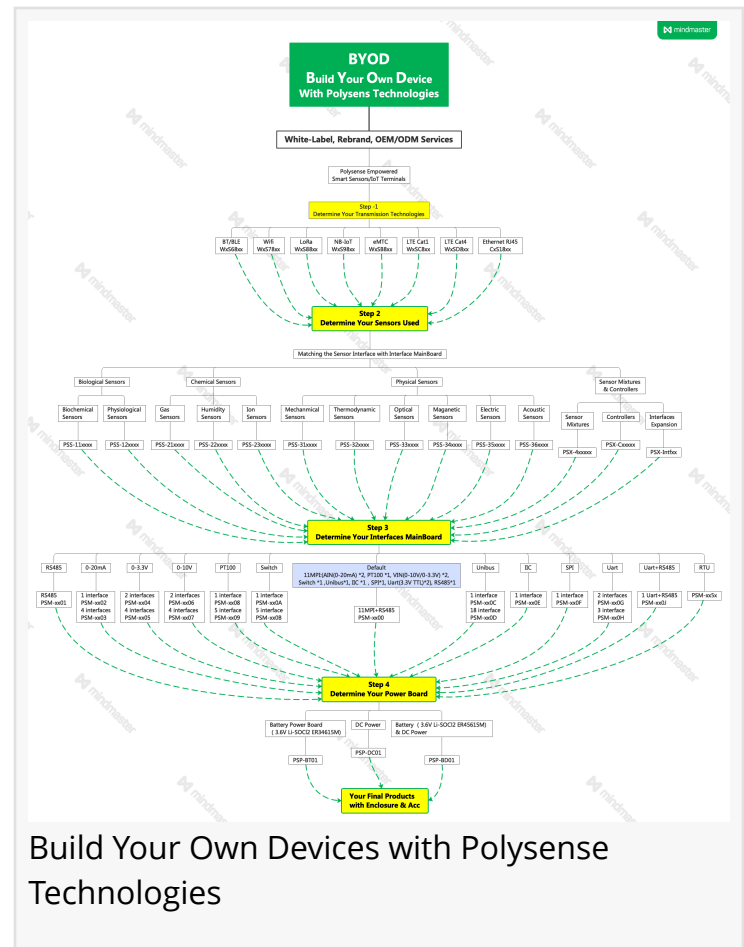 mindmaster
BYOD
Build Your Own Device
With Polysens Technologies
White-Label, Rebrand, OEM/ODM Services
Polysense Empowered
Smart Sensors/IoT Terminals
Step -1
Determine Your Transmission Technologies
BT/BLE
WxS68xx
Wifi
WxS78xx
LoRa
WxS88xx
NB-IoT
WxS98xx
eMTC
WxSB8xx
LTE Cat1
WxSC8xx
LTE Cat4
WxSD8xx
Ethernet RJ45
CxS18xx
Step 2
Determine Your Sensors Used
Matching the Sensor Interface with Interface MainBoard
Biological Sensors
Chemical Sensors
Physical Sensors
Sensor Mixtures
& Controllers
Biochemical
Sensors
Physiological
Sensors
Gas
Sensors
Humidity
Sensors
Ion
Sensors
Mechanmical
Sensors
Thermodynamic
Sensors
Optical
Sensors
Maganetic
Sensors
Electric
Sensors
Acoustic
Sensors
Sensor
Mixtures
Controllers
Interfaces
Expansion
PSS-11xxxx
PSS-12xxxx
PSS-21xxxx
PSS-22xxxx
PSS-23xxxx
PSS-31xxxx
PSS-32xxxx
PSS-33xxxx
PSS-34xxxx
PSS-35xxxx
PSS-36xxxx
PSX-4xxxxx
PSX-Cxxxxx
PSX-Intfxx
Step 3
Determine Your Interfaces MainBoard
RS485
0-20mA
0-3.3V
0-10V
PT100
Switch
Default
11MPI:(AIN(0-20mA) *2, PT100 *1, VIN(0-10V/0-3.3V) *2,
Switch *1 ,Unibus*1, IIC *1 , SPI*1, Uart(3.3V TTL)*2), RS485*1
Unibus
IIC
SPI
Uart
Uart+RS485
RTU
RS485
PSM-xx01
1 interface
PSM-xx02
4 interfaces
PSM-xx03
2 interfaces
PSM-xx04
4 interfaces
PSM-xx05
2 interfaces
PSM-xx06
4 interfaces
PSM-xx07
1 interface
PSM-xx08
5 interfaces
PSM-xx09
1 interface
PSM-xx0A
5 interfaces
PSM-xx0B
11MPI+RS485
PSM-xx00
1 interface
PSM-xx0C
18 interface
PSM-xx0D
1 interface
PSM-xx0E
1 interface
PSM-xx0F
2 interfaces
PSM-xx0G
3 interface
PSM-xx0H
1 Uart+RS485
PSM-xx0J
PSM-xx5x
Step 4
Determine Your Power Board
Battery Power Board
( 3.6V Li-SOCl2 ER34615M)
DC Power
Battery ( 3.6V Li-SOCl2 ER45615M)
& DC Power
PSP-BT01
PSP-DC01
PSP-BD01
Your Final Products
with Enclosure & Acc
Build Your Own Devices with Polysense
Technologies